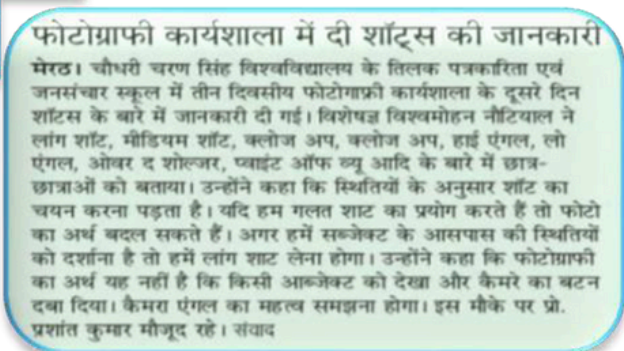 फोटोग्राफी कार्यशाला में दी शॉट्स की जानकारी
मेरठ। चौधरी चरण सिंह विश्वविद्यालय के तिलक पत्रकारिता एवं
जनसंचार स्कूल में तीन दिवसीय फोटोगाफ्री कार्यशाला के दूसरे दिन
शॉटस के बारे में जानकारी दी गई। विशेषज्ञ विश्वमोहन नौटियाल ने
लांग शॉट, मीडियम शॉट, क्लोज अप, क्लोज अप, हाई एंगल, लो
एंगल, ओवर द शोल्जर, प्वाइंट ऑफ व्यू आदि के बारे में छात्र-
छात्राओं को बताया। उन्होंने कहा कि स्थितियों के अनुसार शॉट का
चयन करना पड़ता है। यदि हम गलत शाट का प्रयोग करते हैं तो फोटो
का अर्थ बदल सकते हैं। अगर हमें सब्जेक्ट के आसपास की स्थितियों
को दर्शाना है तो हमें लांग शाट लेना होगा। उन्होंने कहा कि फोटोग्राफी
का अर्थ यह नहीं है कि किसी आब्जेक्ट को देखा और कैमरे का बटन
दबा दिया। कैमरा एंगल का महत्व समझना होगा। इस मौके पर प्रो.
प्रशांत कुमार मौजूद रहे। संवाद